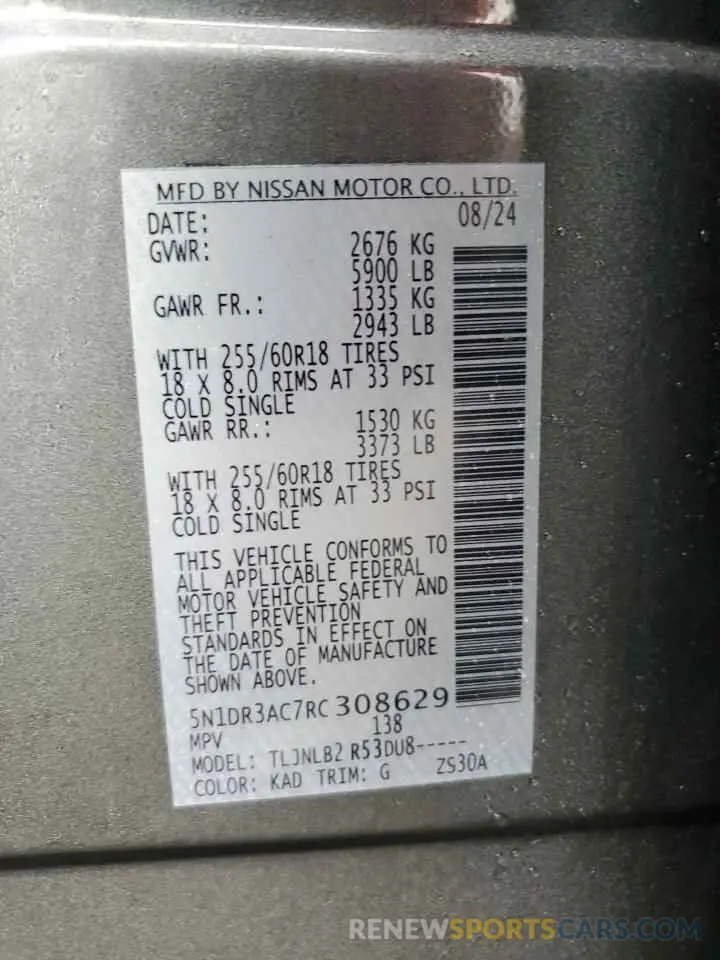 MFD BY NISSAN MOTOR CO., LTD.
DATE: 08/24
GVWR: 2676 KG
5900 LB
GAWR FR.: 1335 KG
2943 LB
WITH 255/60R18 TIRES
18 X 8.0 RIMS AT 33 PSI
COLD SINGLE
GAWR RR.: 1530 KG
3373 LB
WITH 255/60R18 TIRES
18 X 8.0 RIMS AT 33 PSI
COLD SINGLE
THIS VEHICLE CONFORMS TO
ALL APPLICABLE FEDERAL
MOTOR VEHICLE SAFETY AND
THEFT PREVENTION
STANDARDS IN EFFECT ON
THE DATE OF MANUFACTURE
SHOWN ABOVE.
5N1DR3AC7RC308629
MPV 138
MODEL: TLJNLB2 R53DU8-----
COLOR: KAD TRIM: G ZS30A
RENEWSPORTSCARS.COM